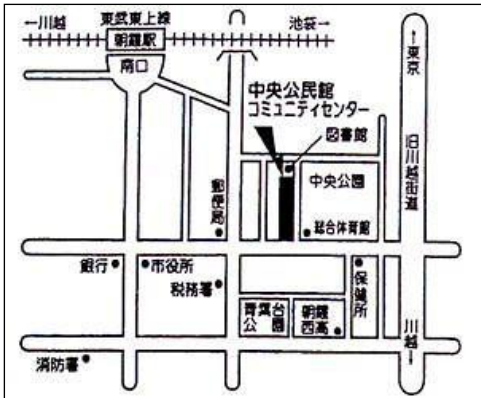 ←川越
東武東上線
池袋→
朝霞駅
南口
←東京
中央公民館
コミュニティセンター
図書館
旧川越街道
中央公園
郵便局
総合体育館
銀行
市役所
税務署
保健所
青葉台
公園
朝霞
西高
川越→
消防署